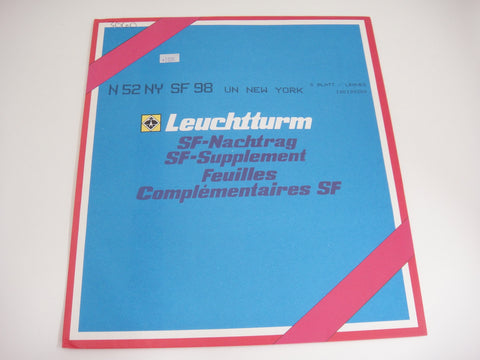 N 52 NY SF 98 UN NEW YORK
Leuchtturm
SF-Nachtrag
SF-Supplement
Feuilles
Complémentaires SF